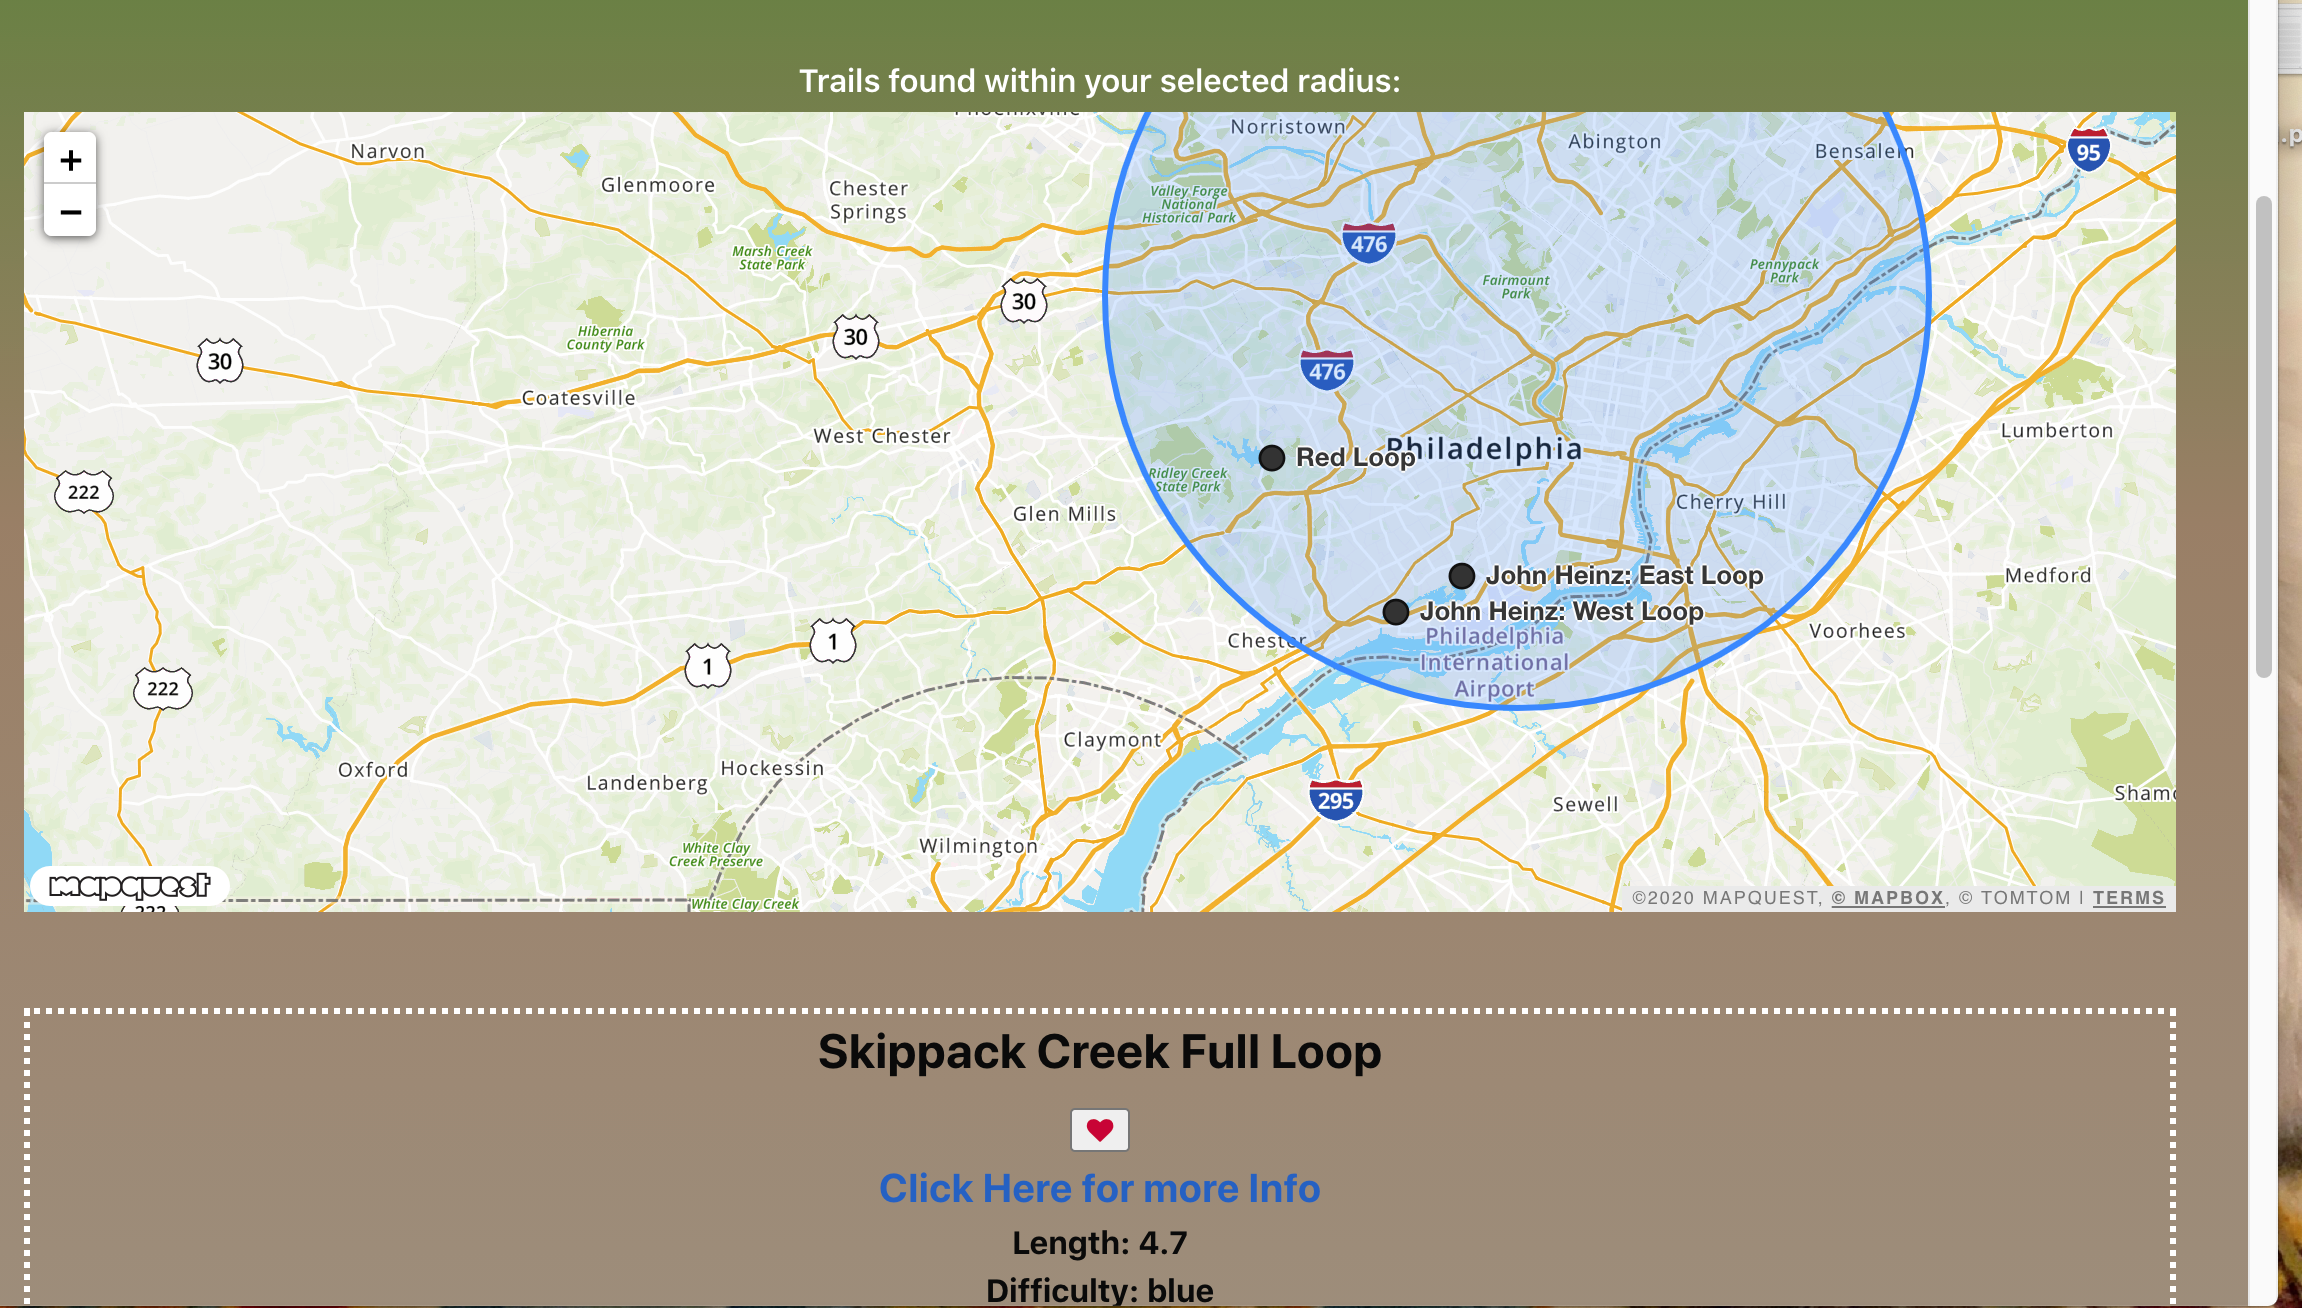 Trails found within your selected radius:
Phoenixville
Norristown
Abington
Bensalem
95
.p
+
−
Narvon
Glenmoore
Chester
Springs
Valley Forge
National
Historical Park
Marsh Creek
State Park
476
Fairmount
Park
Pennypack
Park
30
30
30
Hibernia
County Park
476
Coatesville
West Chester
Philadelphia
Red Loop
Lumberton
Ridley Creek
State Park
222
Glen Mills
Cherry Hill
John Heinz: East Loop
Medford
John Heinz: West Loop
Chester
Philadelphia
International
Airport
Voorhees
1
1
222
Claymont
Oxford
Landenberg
Hockessin
295
Sewell
Shamo
White Clay
Creek Preserve
Wilmington
mapquest
White Clay Creek
222
©2020 MAPQUEST, © MAPBOX, © TOMTOM | TERMS
Skippack Creek Full Loop
Click Here for more Info
Length: 4.7
Difficulty: blue